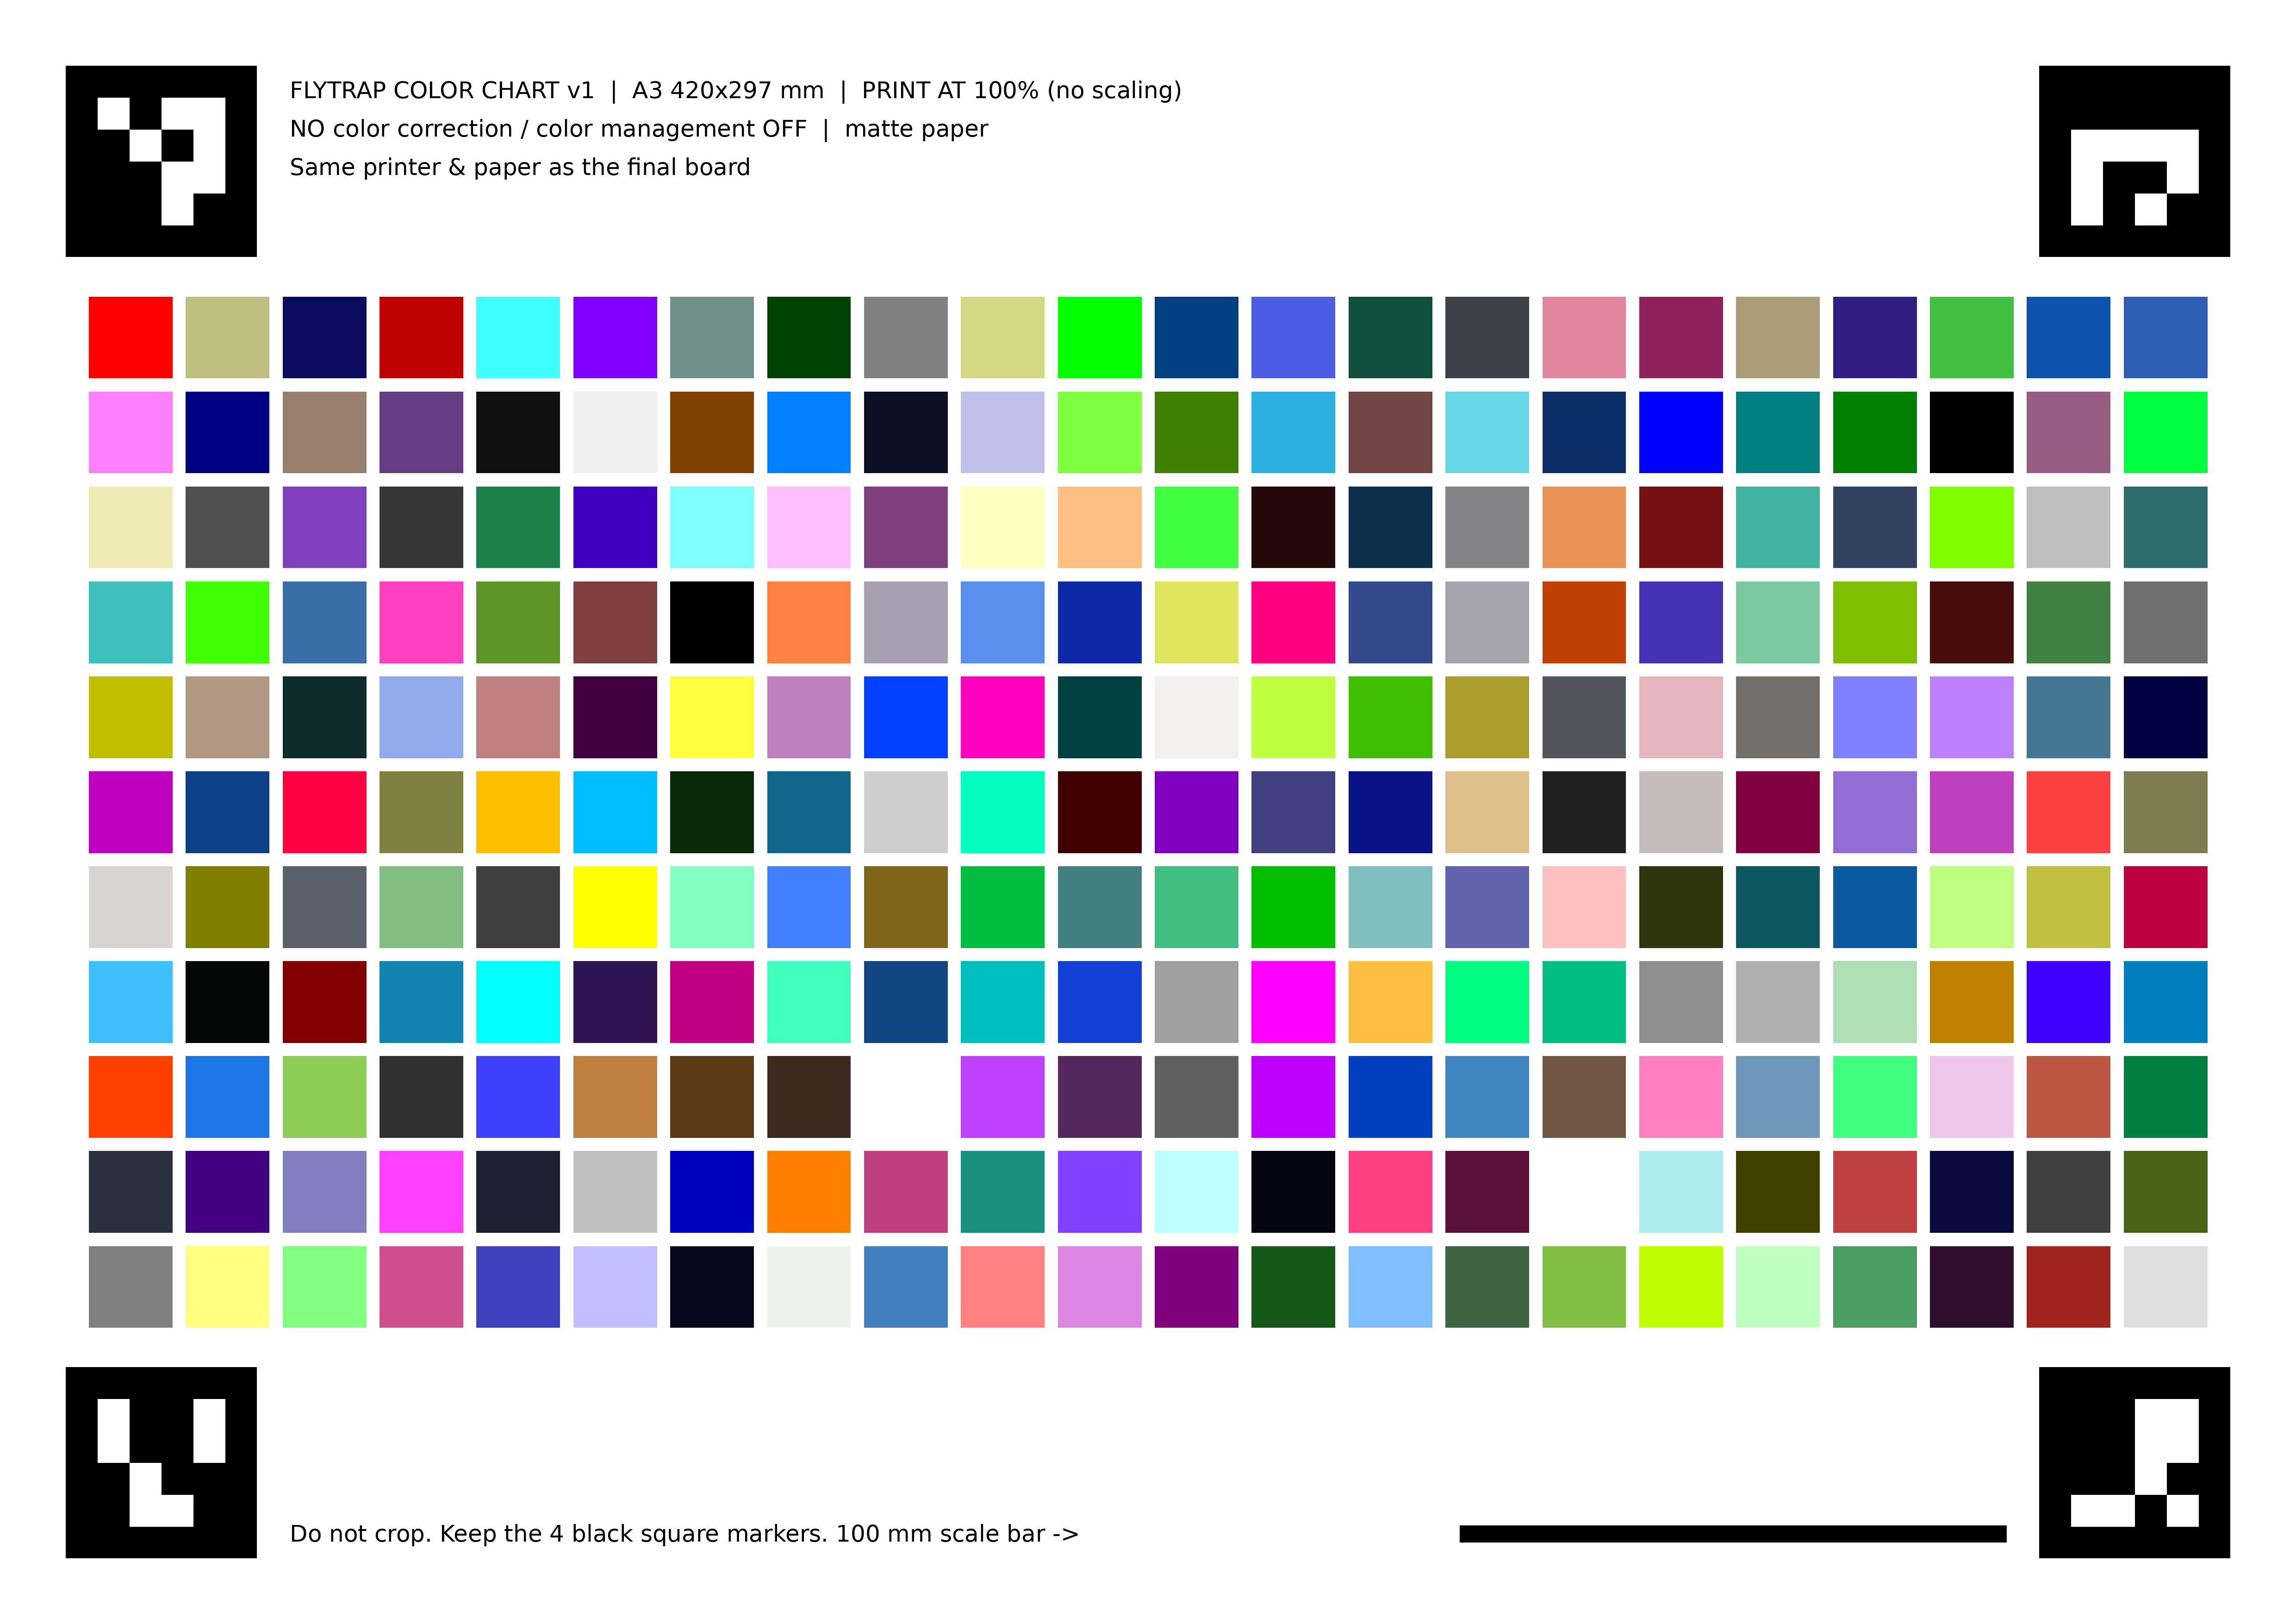 FLYTRAP COLOR CHART v1 | A3 420x297 mm | PRINT AT 100% (no scaling)
NO color correction / color management OFF | matte paper
Same printer & paper as the final board
Do not crop. Keep the 4 black square markers. 100 mm scale bar ->